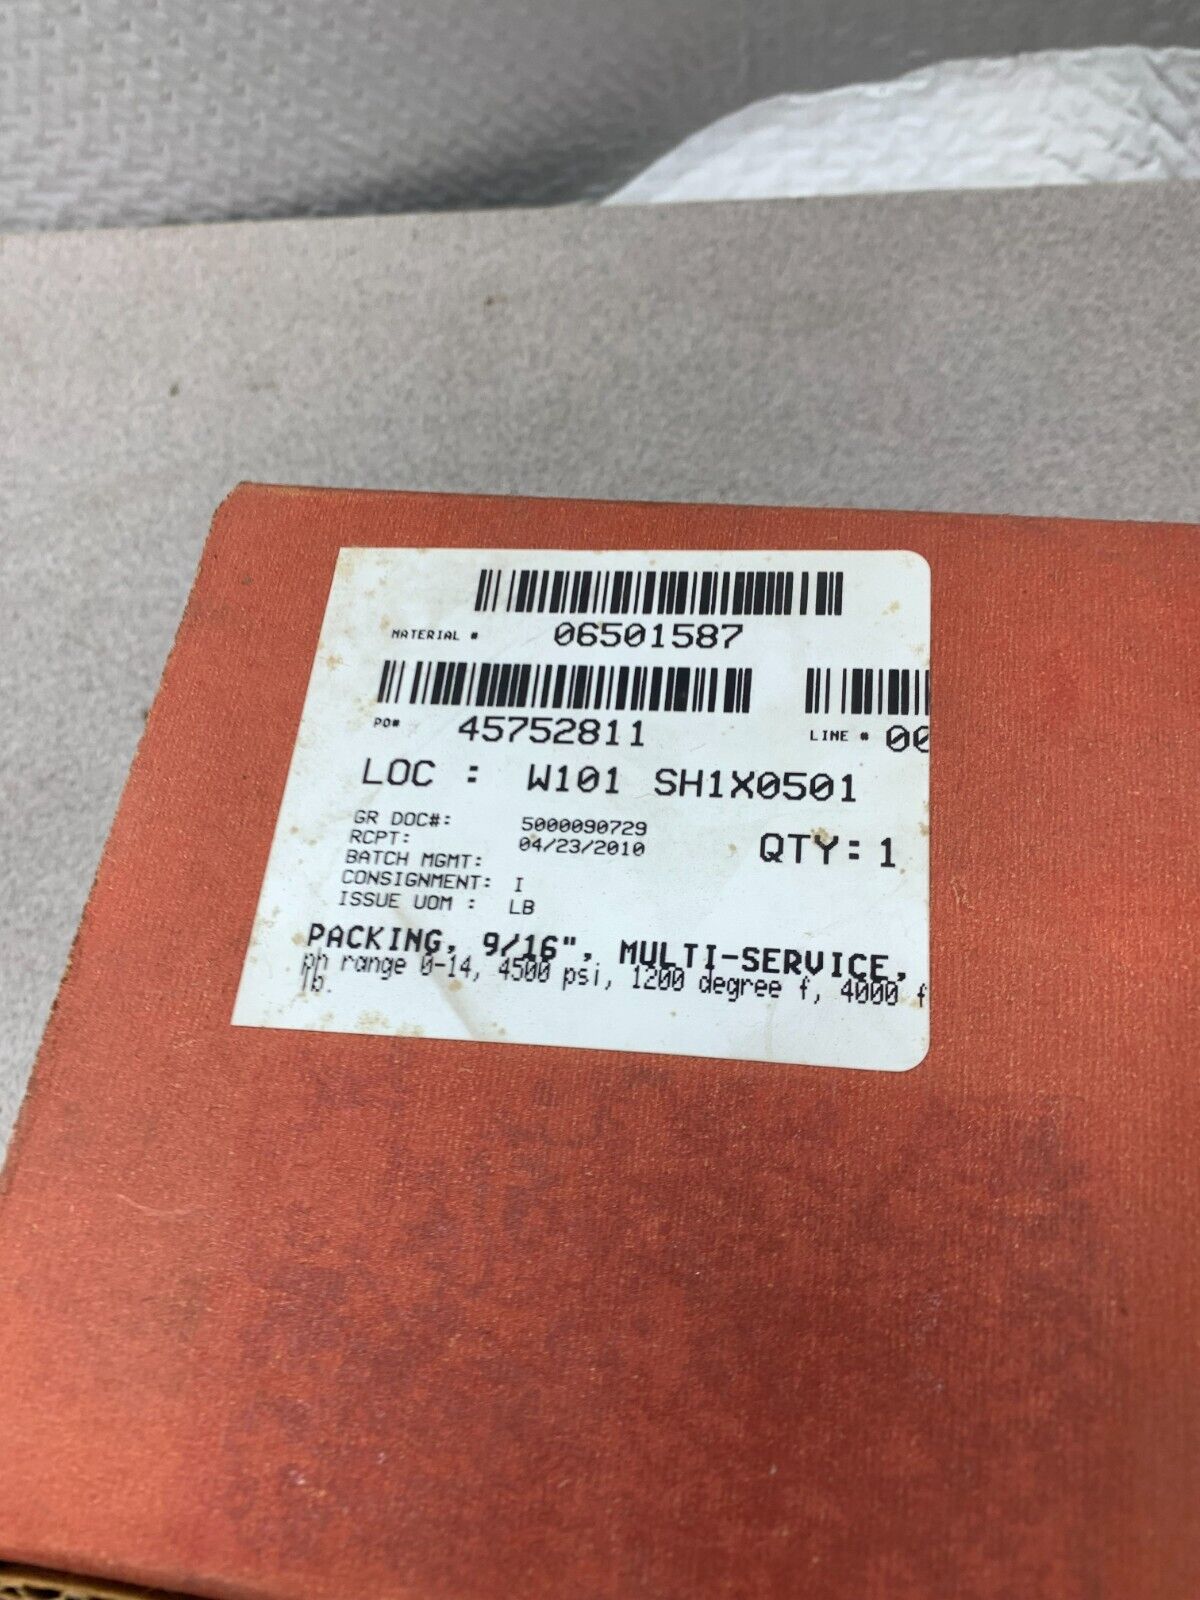 MATERIAL # 06501587
PO# 45752811 LINE # 00
LOC : W101 SH1X0501
GR DOC#: 5000090729
RCPT: 04/23/2010 QTY: 1
BATCH MGMT:
CONSIGNMENT: I
ISSUE UOM : LB
PACKING, 9/16", MULTI-SERVICE,
ph range 0-14, 4500 psi, 1200 degree f, 4000 f
lb.